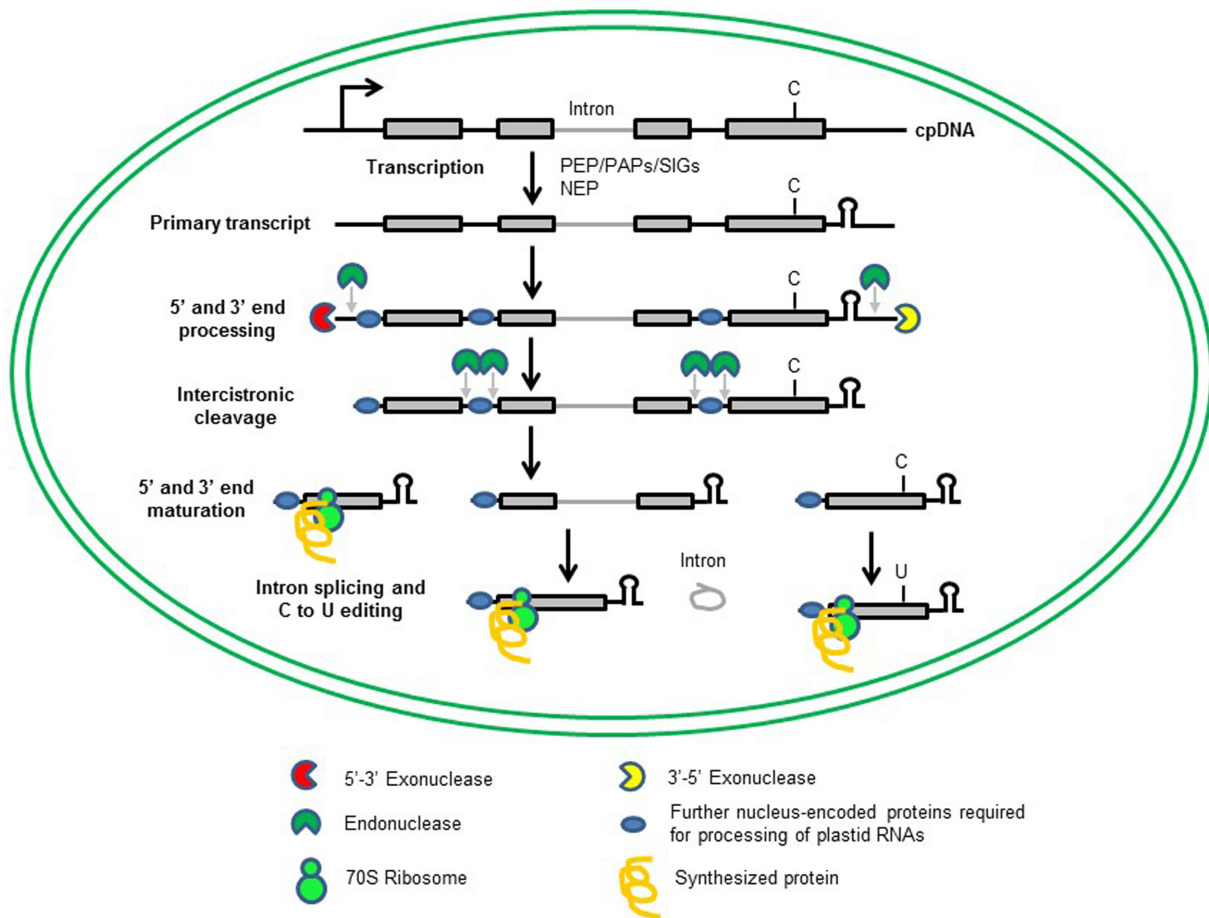 C
Intron
cpDNA
Transcription
PEP/PAPs/SIGs
NEP
C
Primary transcript
C
5’ and 3’ end
processing
C
Intercistronic
cleavage
C
5’ and 3’ end
maturation
Intron
U
Intron splicing and
C to U editing
5’-3’ Exonuclease
3’-5’ Exonuclease
Endonuclease
Further nucleus-encoded proteins required
for processing of plastid RNAs
70S Ribosome
Synthesized protein